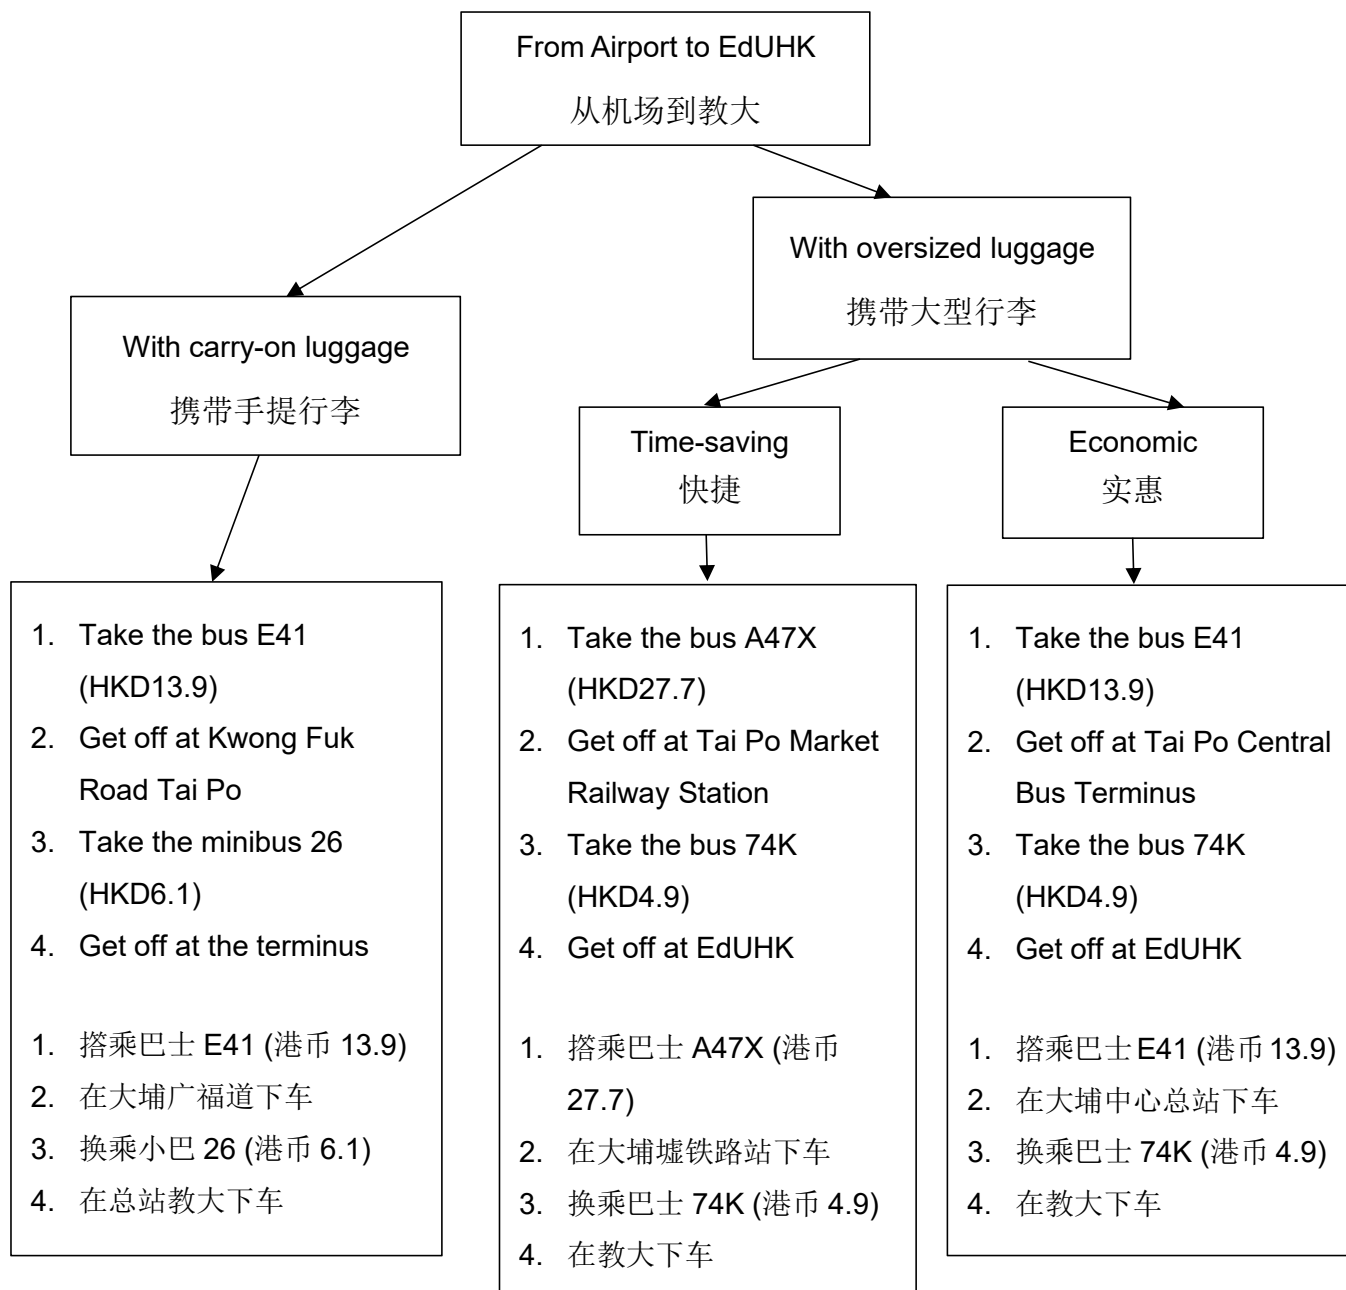 From Airport to EdUHK
从机场到教大
With oversized luggage
携带大型行李
With carry-on luggage
携带手提行李
Time-saving
快捷
Economic
实惠
1. Take the bus E41
(HKD13.9)
2. Get off at Kwong Fuk
Road Tai Po
3. Take the minibus 26
(HKD6.1)
4. Get off at the terminus
1. 搭乘巴士 E41 (港币 13.9)
2. 在大埔广福道下车
3. 换乘小巴 26 (港币 6.1)
4. 在总站教大下车
1. Take the bus A47X
(HKD27.7)
2. Get off at Tai Po Market
Railway Station
3. Take the bus 74K
(HKD4.9)
4. Get off at EdUHK
1. 搭乘巴士 A47X (港币
27.7)
2. 在大埔墟铁路站下车
3. 换乘巴士 74K (港币 4.9)
4. 在教大下车
1. Take the bus E41
(HKD13.9)
2. Get off at Tai Po Central
Bus Terminus
3. Take the bus 74K
(HKD4.9)
4. Get off at EdUHK
1. 搭乘巴士 E41 (港币 13.9)
2. 在大埔中心总站下车
3. 换乘巴士 74K (港币 4.9)
4. 在教大下车